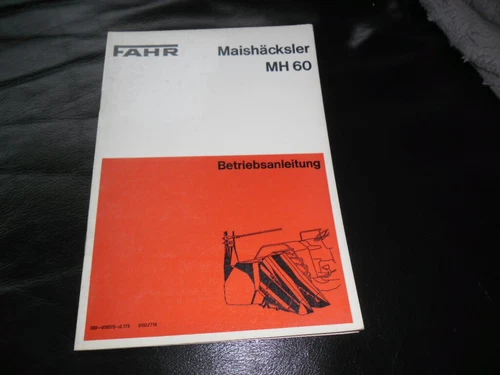 FAHR
Maishäcksler
MH 60
Betriebsanleitung